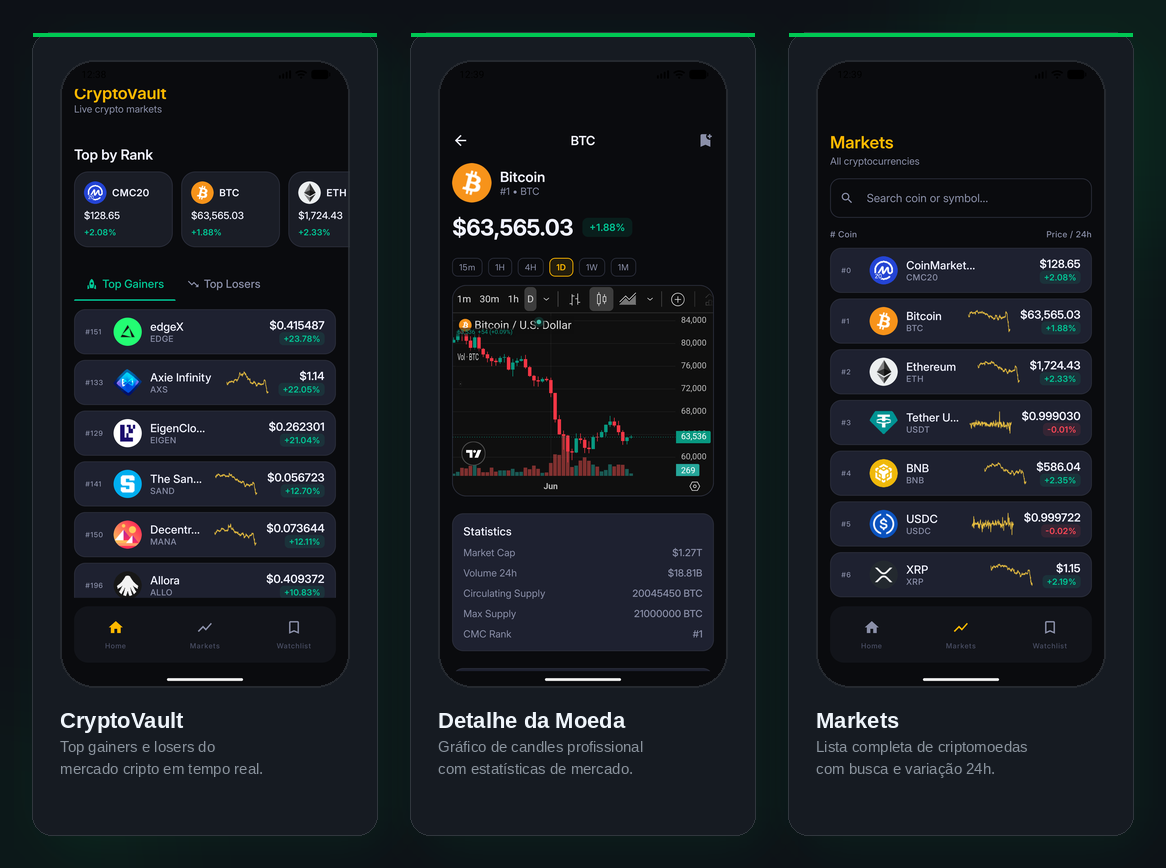 12:39
CryptoVault
Live crypto markets
Top by Rank
CMC20
$128.65
+2.08%
BTC
$63,565.03
+1.88%
ETH
$1,724.43
+2.33%
Top Gainers
Top Losers
#151
edgeX
EDGE
$0.415487
+23.78%
#133
Axie Infinity
AXS
$1.14
+22.05%
#129
EigenClo...
EIGEN
$0.262301
+21.04%
#141
The San...
SAND
$0.056723
+12.70%
#150
Decentr...
MANA
$0.073644
+12.11%
#196
Allora
ALLO
$0.409372
+10.83%
Home
Markets
Watchlist
CryptoVault
Top gainers e losers do
mercado cripto em tempo real.
12:39
BTC
Bitcoin
#1 • BTC
$63,565.03
+1.88%
15m
1H
4H
1D
1W
1M
1m 30m 1h D
Bitcoin / U.S. Dollar
Vol · BTC
84,000
80,000
76,000
72,000
68,000
63,536
60,000
269
Jun
Statistics
Market Cap $1.27T
Volume 24h $18.81B
Circulating Supply 20045450 BTC
Max Supply 21000000 BTC
CMC Rank #1
Detalhe da Moeda
Gráfico de candles profissional
com estatísticas de mercado.
12:39
Markets
All cryptocurrencies
Search coin or symbol...
# Coin Price / 24h
#0
CoinMarket...
CMC20
$128.65
+2.08%
#1
Bitcoin
BTC
$63,565.03
+1.88%
#2
Ethereum
ETH
$1,724.43
+2.33%
#3
Tether U...
USDT
$0.999030
-0.01%
#4
BNB
BNB
$586.04
+2.35%
#5
USDC
USDC
$0.999722
-0.02%
#6
XRP
XRP
$1.15
+2.19%
Home
Markets
Watchlist
Markets
Lista completa de criptomoedas
com busca e variação 24h.